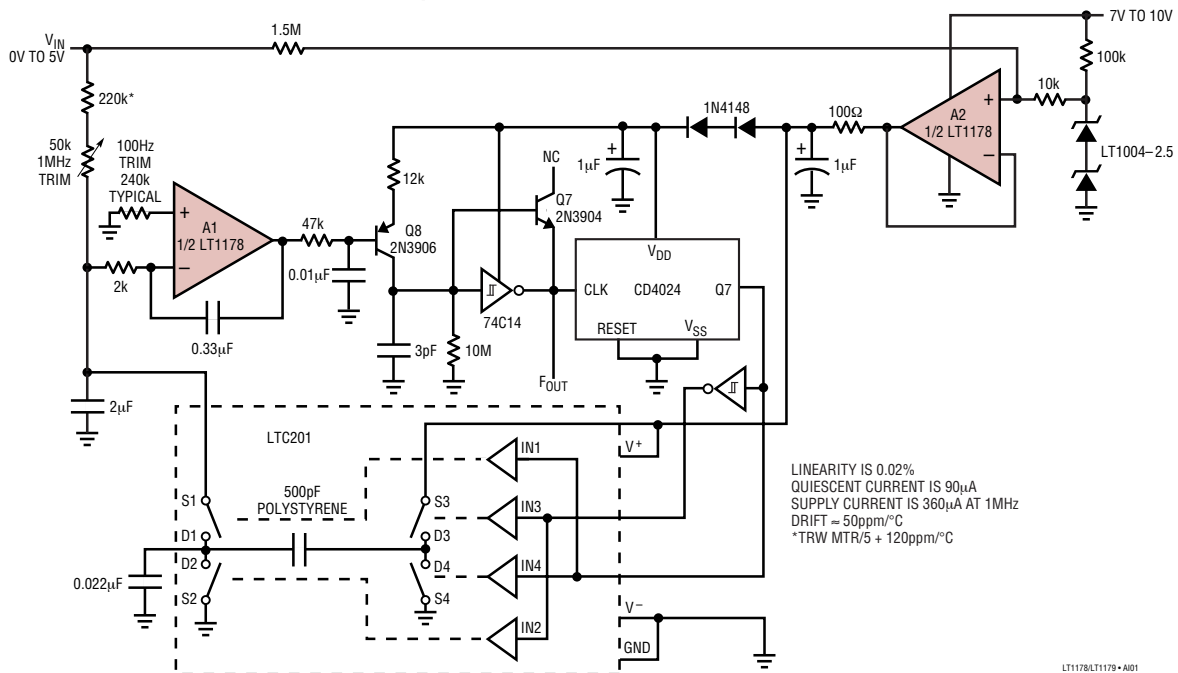 7V TO 10V
VIN
0V TO 5V
1.5M
100k
220k*
10k
A2
1/2 LT1178
+
–
1N4148
100Ω
50k
1MHz
TRIM
100Hz
TRIM
240k
TYPICAL
LT1004–2.5
NC
+
1µF
+
1µF
12k
Q7
2N3904
+
A1
1/2 LT1178
–
47k
Q8
2N3906
VDD
0.01µF
2k
CLK
CD4024
Q7
74C14
RESET
VSS
0.33µF
3pF
10M
FOUT
2µF
LTC201
V+
IN1
500pF
POLYSTYRENE
LINEARITY IS 0.02%
QUIESCENT CURRENT IS 90µA
SUPPLY CURRENT IS 360µA AT 1MHz
DRIFT ≈ 50ppm/°C
*TRW MTR/5 + 120ppm/°C
S1
S3
IN3
D1
D3
D2
D4
IN4
0.022µF
S2
S4
V–
IN2
GND
LT1178/LT1179 • AI01